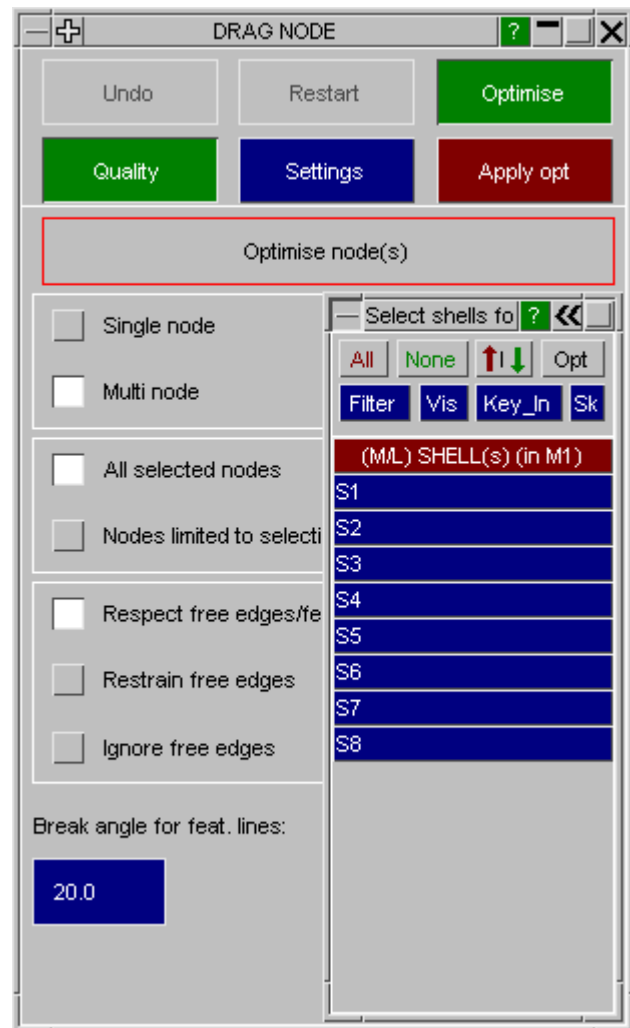 DRAG NODE ?
Undo Restart Optimise
Quality Settings Apply opt
Optimise node(s)
Single node
Multi node
All selected nodes
Nodes limited to selecti
Respect free edges/fe
Restrain free edges
Ignore free edges
Break angle for feat. lines:
20.0
Select shells fo ?
All None Opt
Filter Vis Key_In Sk
(M/L) SHELL(s) (in M1)
S1
S2
S3
S4
S5
S6
S7
S8